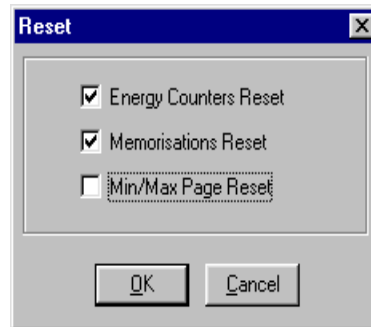 Reset
Energy Counters Reset
Memorisations Reset
Min/Max Page Reset
OK Cancel